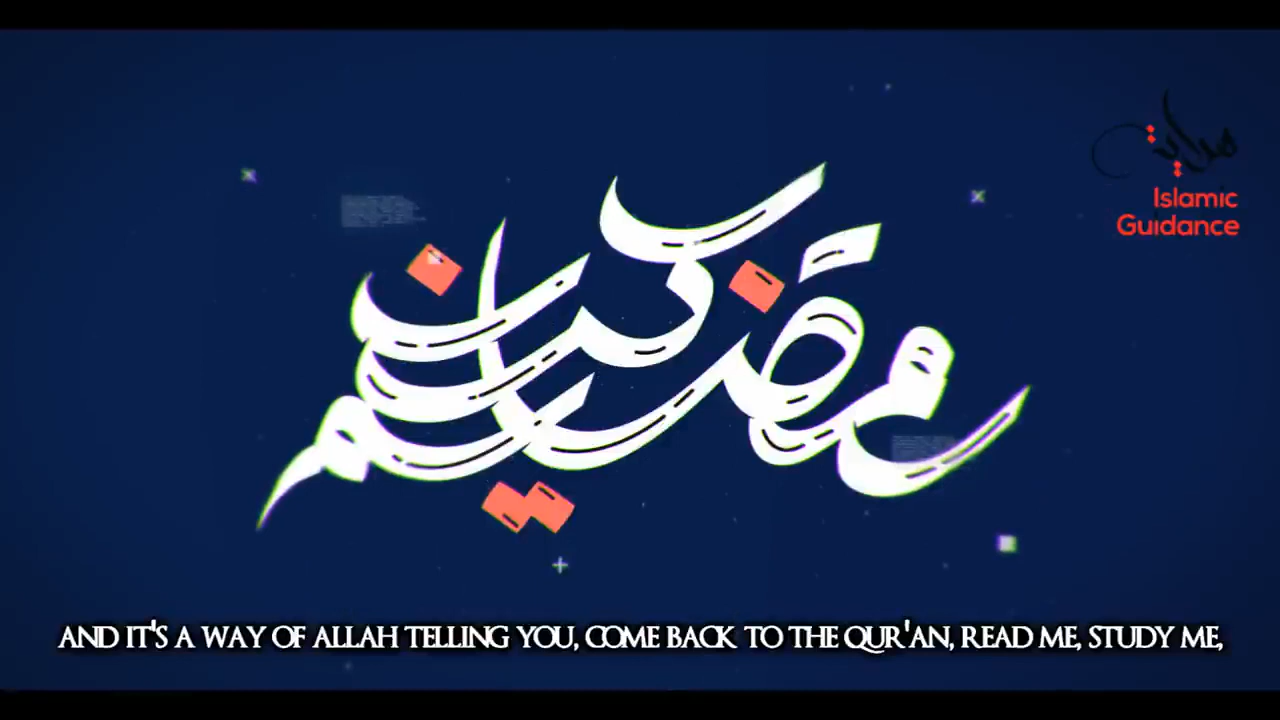 رمضان كريم
هداية
Islamic
Guidance
AND IT'S A WAY OF ALLAH TELLING YOU, COME BACK TO THE QUR'AN, READ ME, STUDY ME,